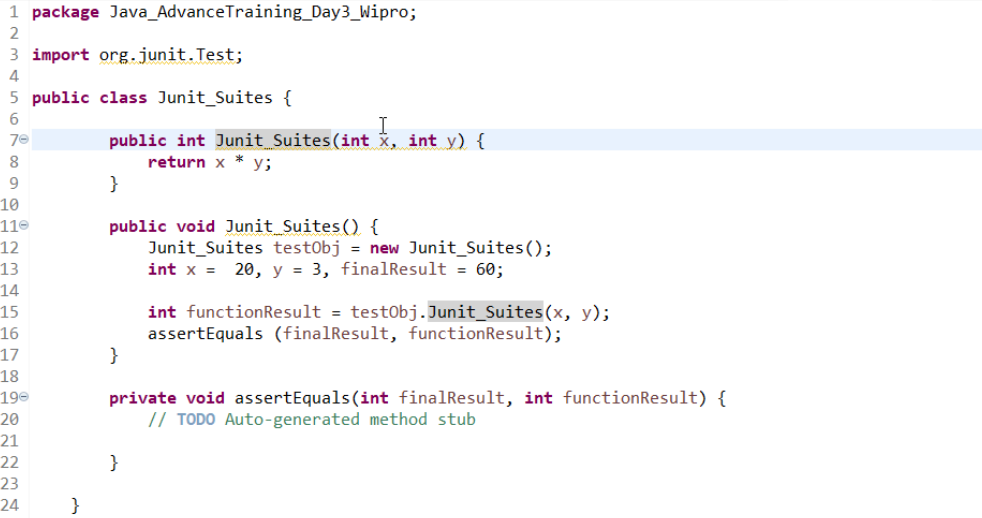 1 package Java_AdvanceTraining_Day3_Wipro;
2
3 import org.junit.Test;
4
5 public class Junit_Suites {
6
7 public int Junit_Suites(int x, int y) {
8 return x * y;
9 }
10
11 public void Junit_Suites() {
12 Junit_Suites testObj = new Junit_Suites();
13 int x =  20, y = 3, finalResult = 60;
14
15 int functionResult = testObj.Junit_Suites(x, y);
16 assertEquals (finalResult, functionResult);
17 }
18
19 private void assertEquals(int finalResult, int functionResult) {
20 // TODO Auto-generated method stub
21
22 }
23
24 }